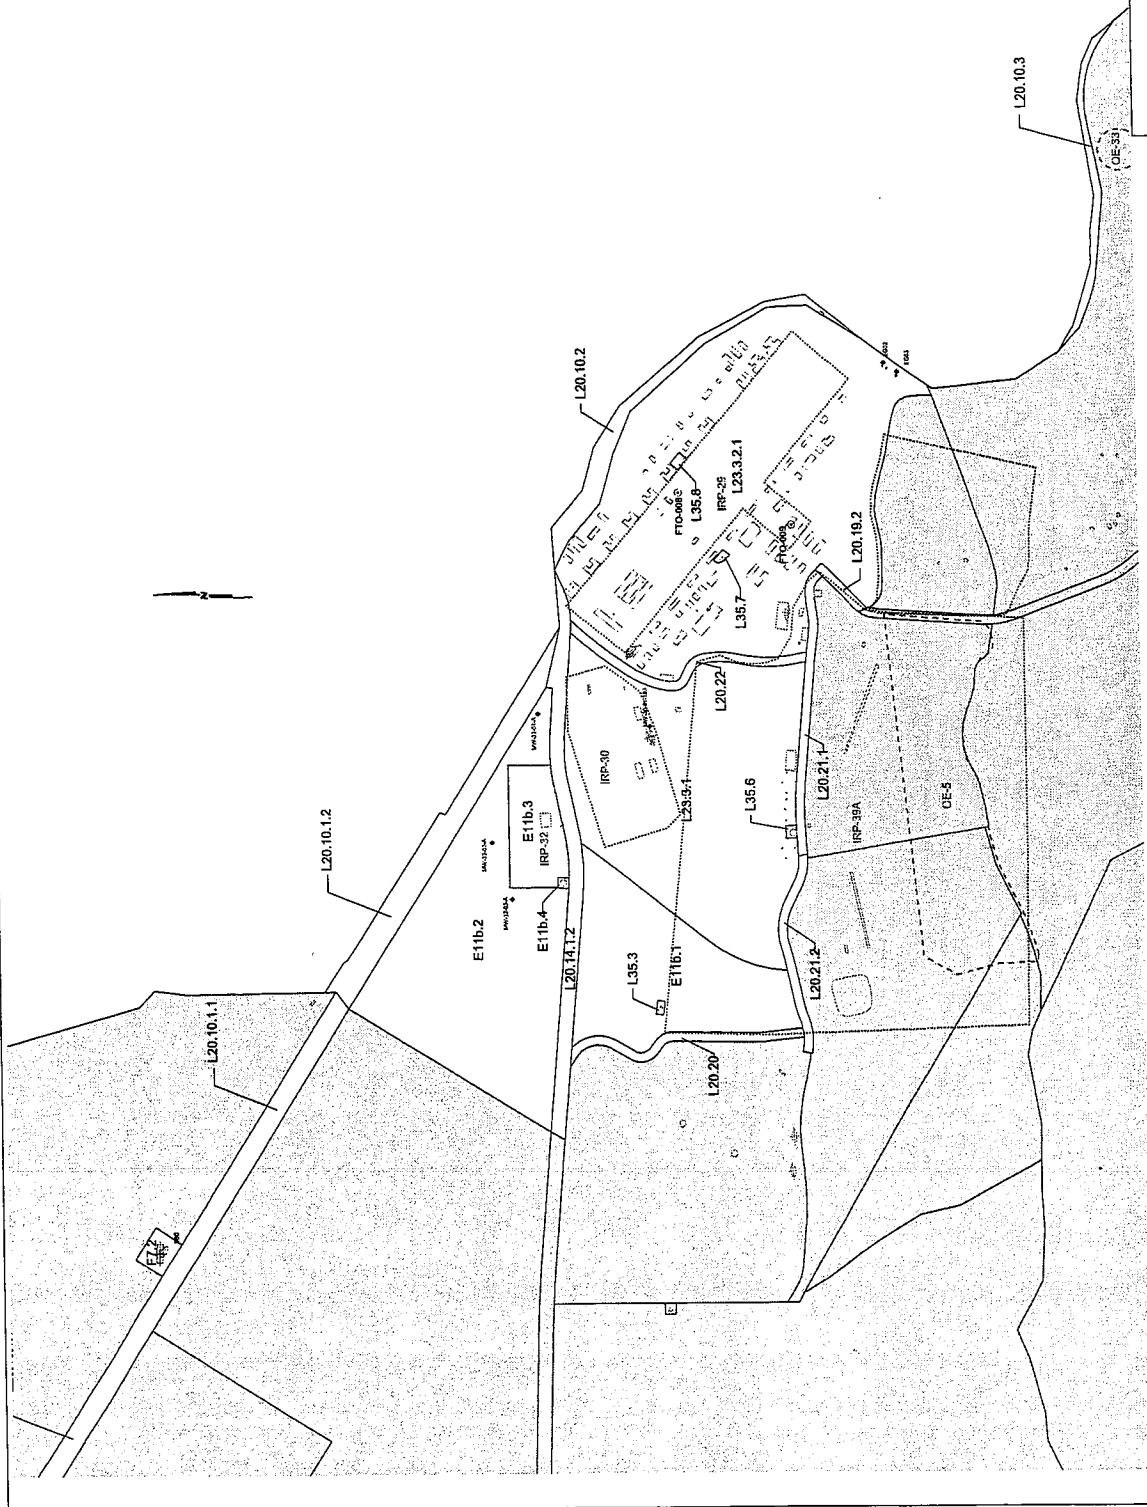 L20.10.3
OE-33
L20.10.2
L20.10.1.2
L20.10.1.1
E7.2
FTO-008
L35.8
IRP-29
L23.3.2.1
FTO-009
L35.7
L20.19.2
L20.22
IRP-30
L23.3.1
L35.6
L20.21.1
IRP-39A
OE-5
E11b.3
IRP-32
E11b.2
E11b.4
L20.14.1.2
L35.3
E11b.1
L20.21.2
L20.20
N